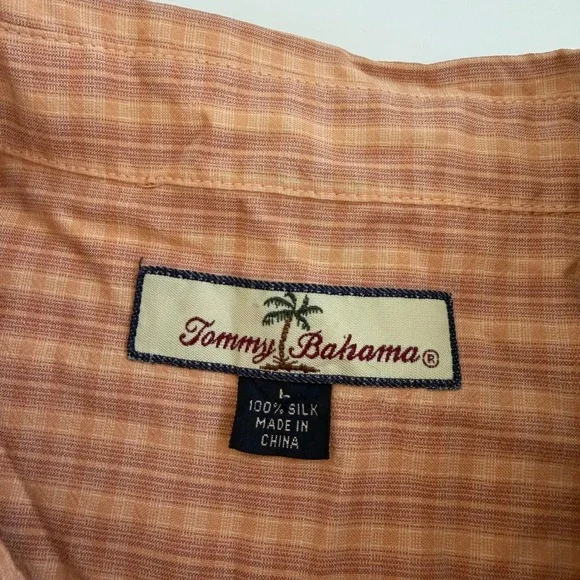 Tommy Bahama®
L
100% SILK
MADE IN
CHINA